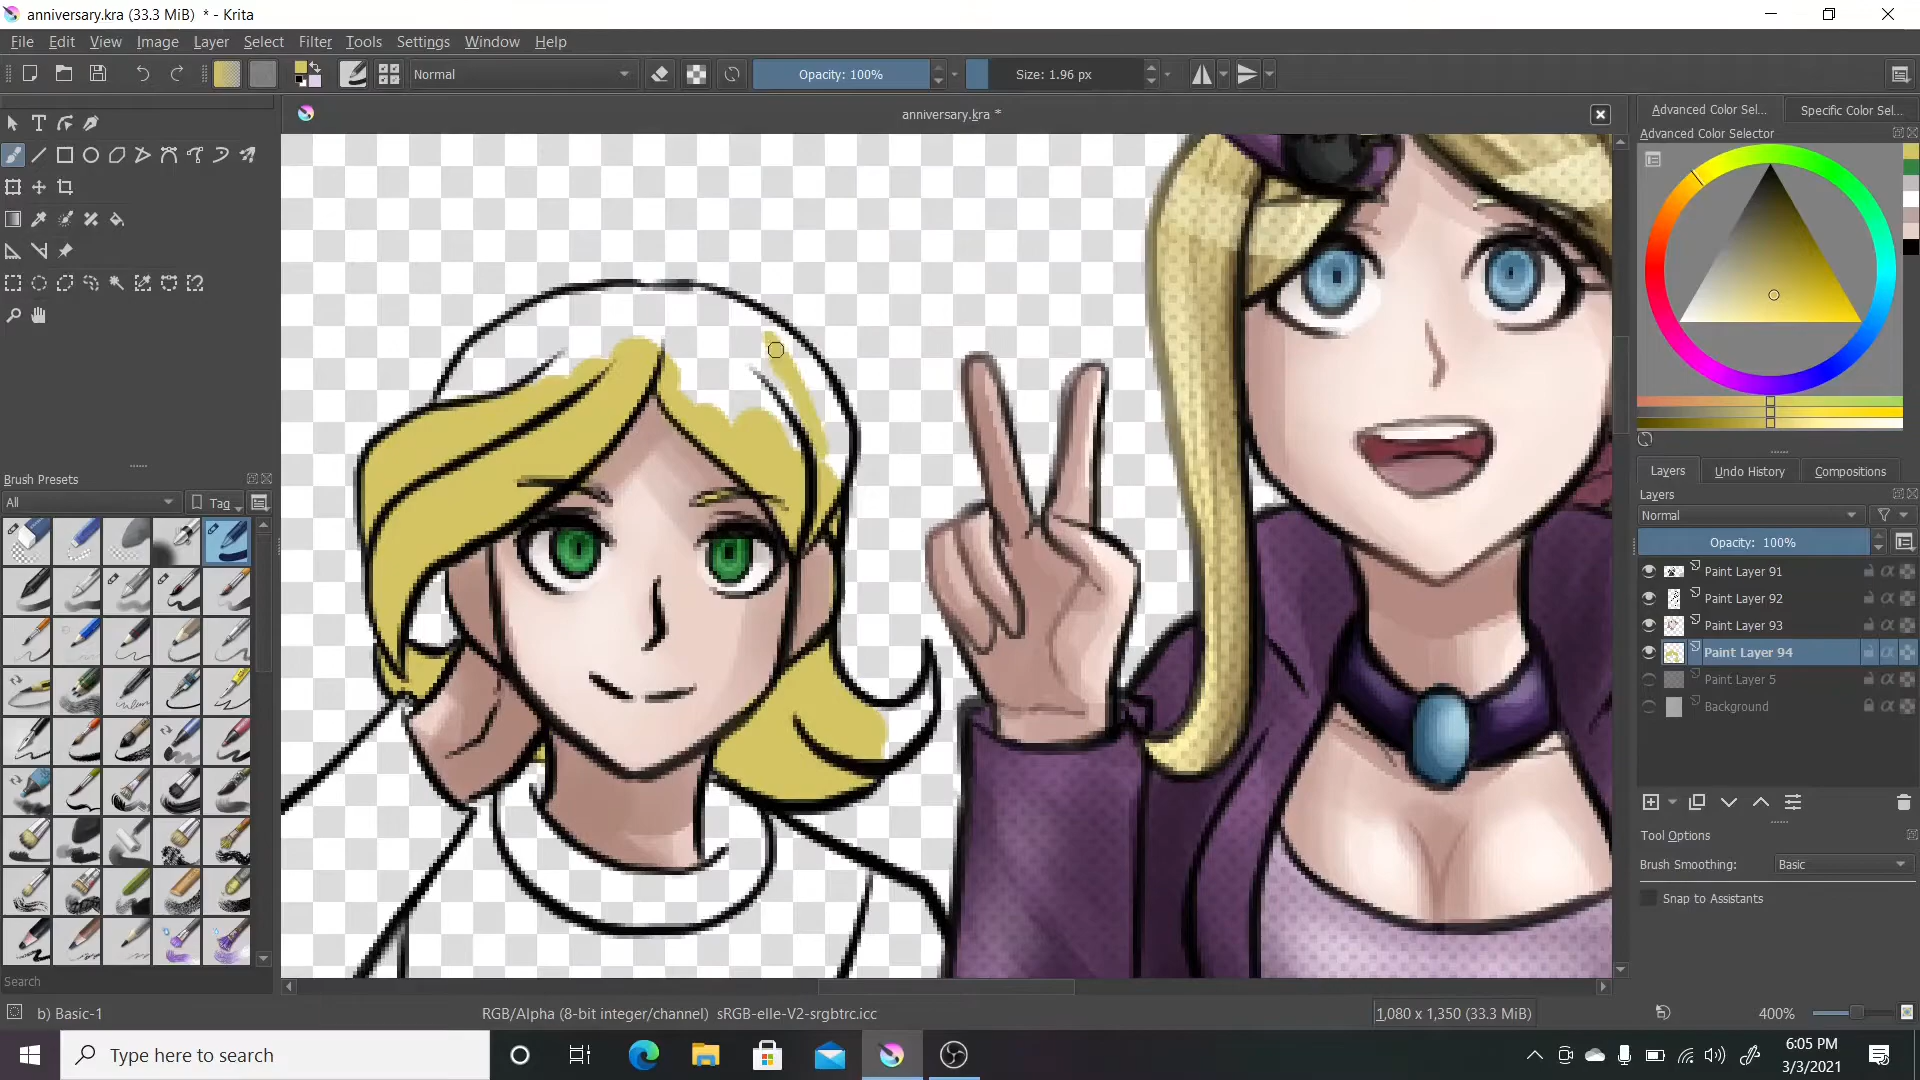 anniversary.kra (33.3 MiB)  * - Krita
File Edit View Image Layer Select Filter Tools Settings Window Help
Normal
Opacity: 100%
Size: 1.96 px
anniversary.kra *
Advanced Color Sel...
Specific Color Sel...
Advanced Color Selector
Brush Presets
All
Tag
Layers
Undo History
Compositions
Layers
Normal
Opacity:  100%
Paint Layer 91
Paint Layer 92
Paint Layer 93
Paint Layer 94
Paint Layer 5
Background
Tool Options
Brush Smoothing:
Basic
Snap to Assistants
Search
b) Basic-1
RGB/Alpha (8-bit integer/channel)  sRGB-elle-V2-srgbtrc.icc
1,080 x 1,350 (33.3 MiB)
400%
Type here to search
6:05 PM
3/3/2021